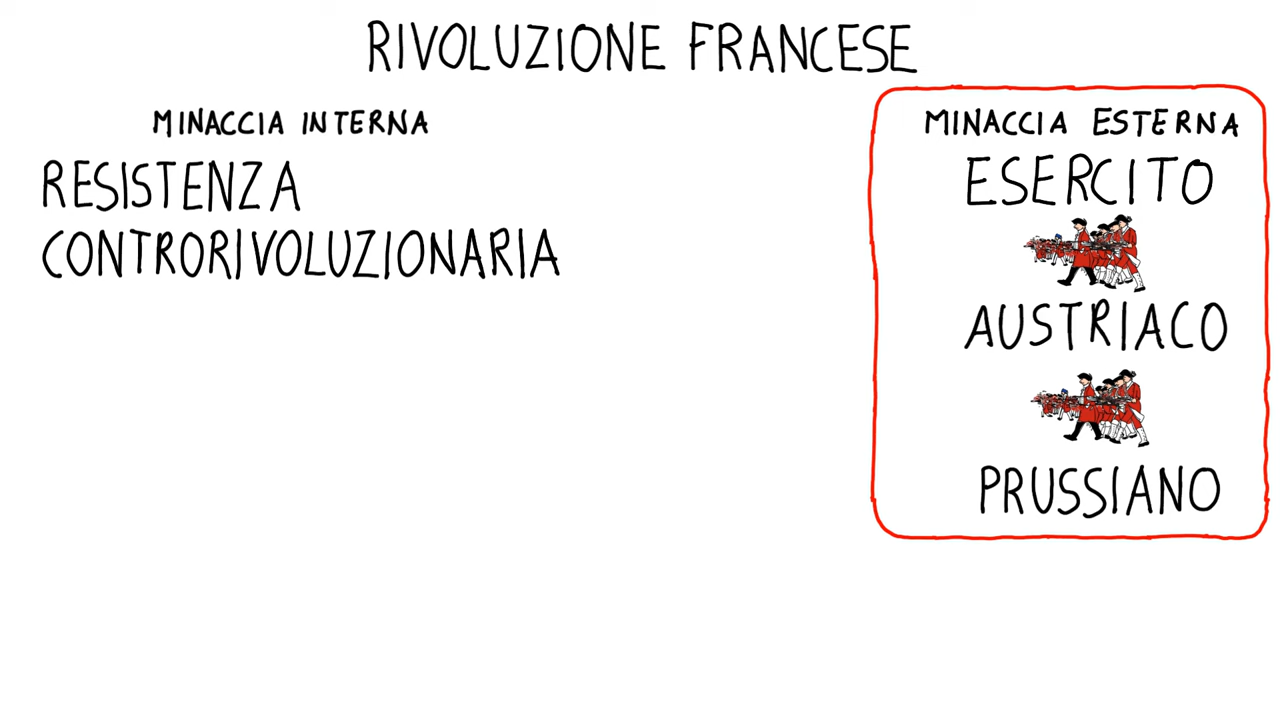 RIVOLUZIONE FRANCESE
MINACCIA INTERNA
RESISTENZA
CONTRORIVOLUZIONARIA
MINACCIA ESTERNA
ESERCITO
AUSTRIACO
PRUSSIANO